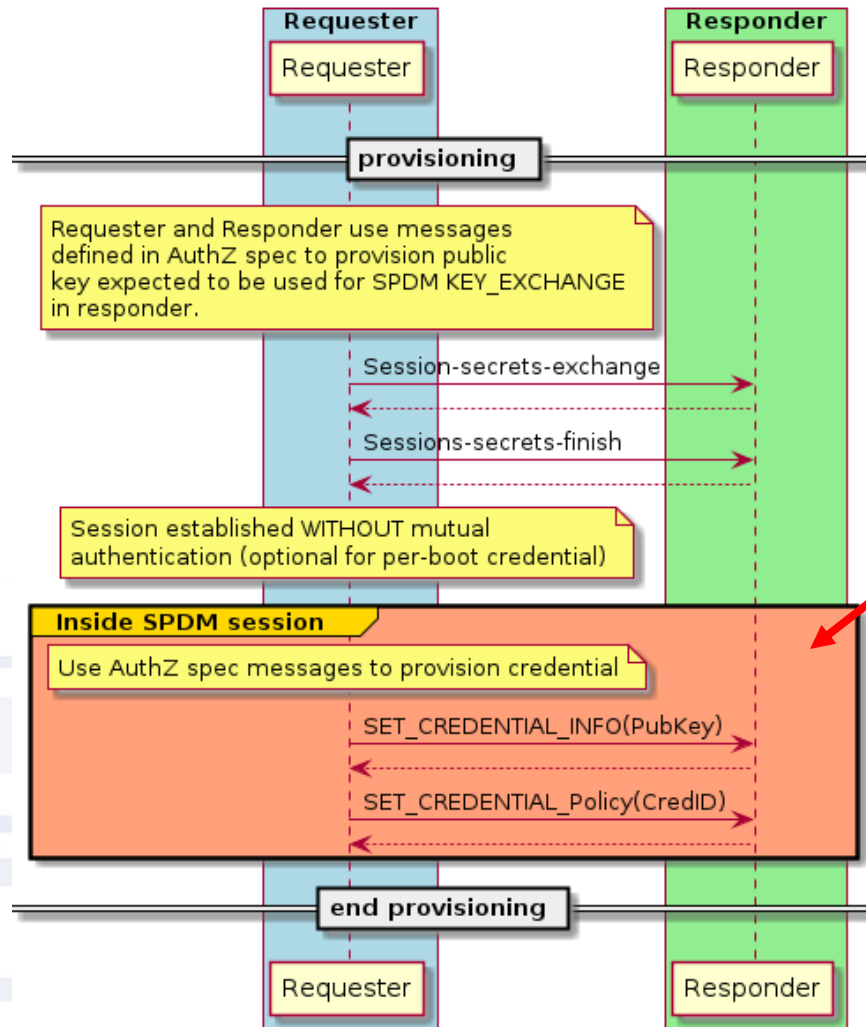 Requester
Responder
Requester
Responder
provisioning
Requester and Responder use messages
defined in AuthZ spec to provision public
key expected to be used for SPDM KEY_EXCHANGE
in responder.
Session-secrets-exchange
Sessions-secrets-finish
Session established WITHOUT mutual
authentication (optional for per-boot credential)
Inside SPDM session
Use AuthZ spec messages to provision credential
SET_CREDENTIAL_INFO(PubKey)
SET_CREDENTIAL_Policy(CredID)
end provisioning
Requester
Responder